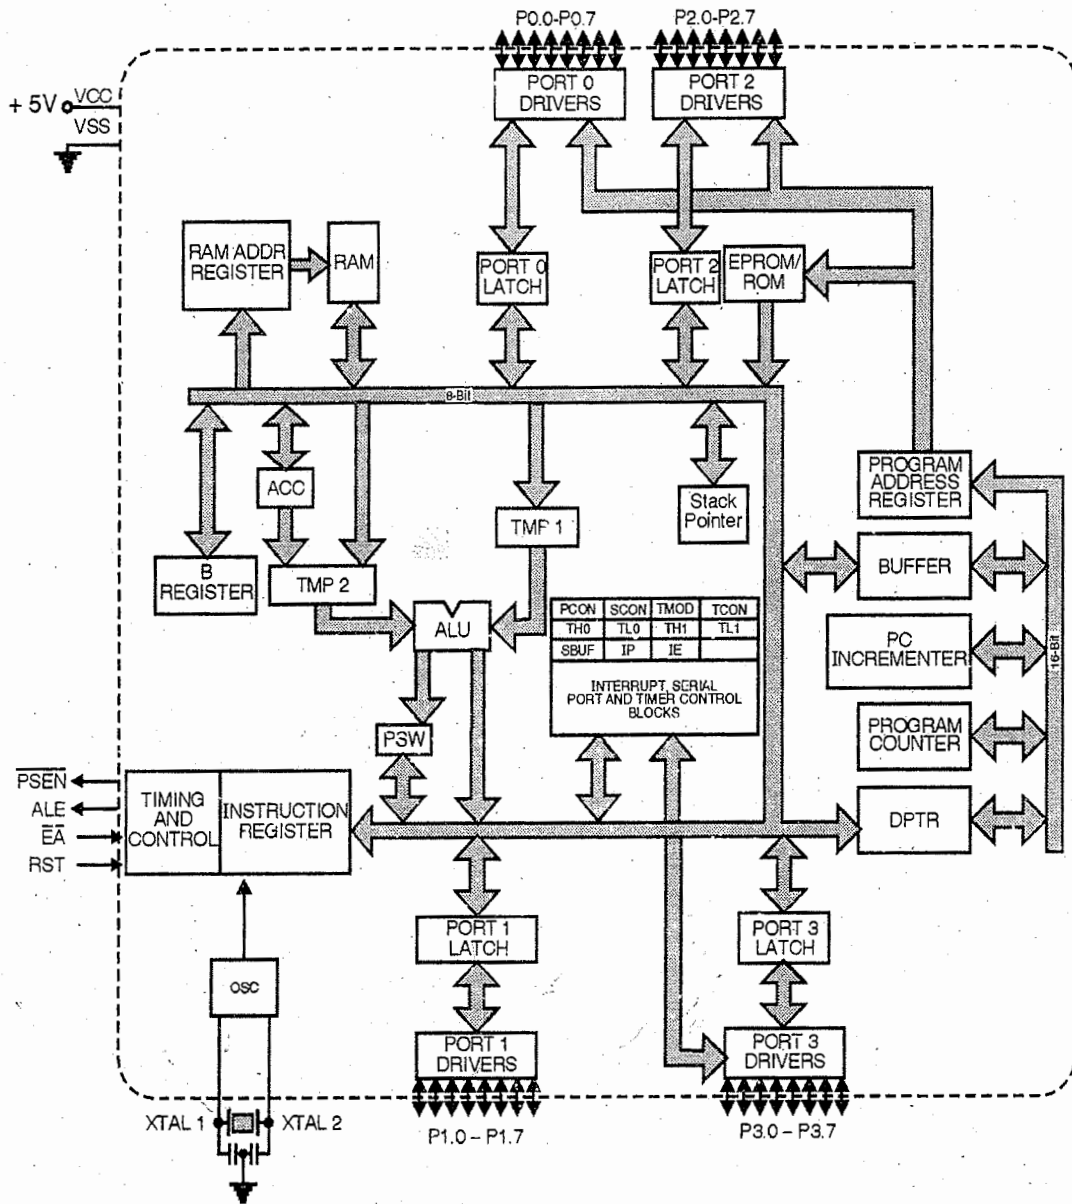 P0.0-P0.7
P2.0-P2.7
+ 5V
VCC
VSS
PORT 0
DRIVERS
PORT 2
DRIVERS
RAM ADDR
REGISTER
RAM
PORT 0
LATCH
PORT 2
LATCH
EPROM/
ROM
8-Bit
ACC
B
REGISTER
TMP 2
TMP 1
Stack
Pointer
PROGRAM
ADDRESS
REGISTER
BUFFER
ALU
PCON SCON TMOD TCON
TH0 TL0 TH1 TL1
SBUF IP IE
INTERRUPT, SERIAL
PORT AND TIMER CONTROL
BLOCKS
PC
INCREMENTER
16-Bit
PSW
PROGRAM
COUNTER
PSEN
ALE
EA
RST
TIMING
AND
CONTROL
INSTRUCTION
REGISTER
DPTR
PORT 1
LATCH
PORT 3
LATCH
OSC
PORT 1
DRIVERS
PORT 3
DRIVERS
XTAL 1
XTAL 2
P1.0 – P1.7
P3.0 – P3.7